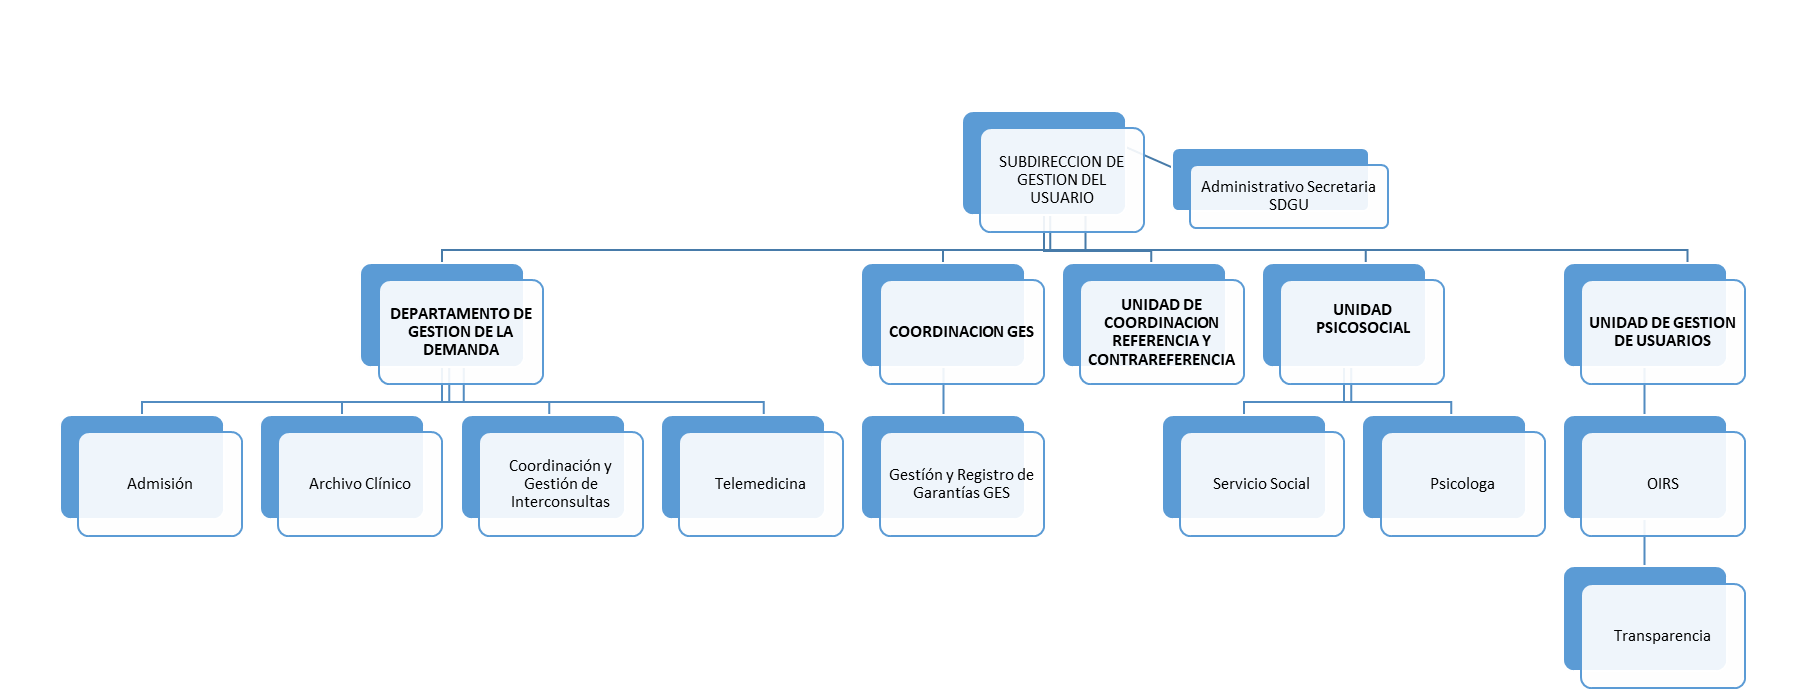 SUBDIRECCION DE
GESTION DEL
USUARIO
Administrativo Secretaria
SDGU
DEPARTAMENTO DE
GESTION DE LA
DEMANDA
COORDINACION GES
UNIDAD DE
COORDINACION
REFERENCIA Y
CONTRAREFERENCIA
UNIDAD
PSICOSOCIAL
UNIDAD DE GESTION
DE USUARIOS
Admisión
Archivo Clínico
Coordinación y
Gestión de
Interconsultas
Telemedicina
Gestíón y Registro de
Garantías GES
Servicio Social
Psicologa
OIRS
Transparencia